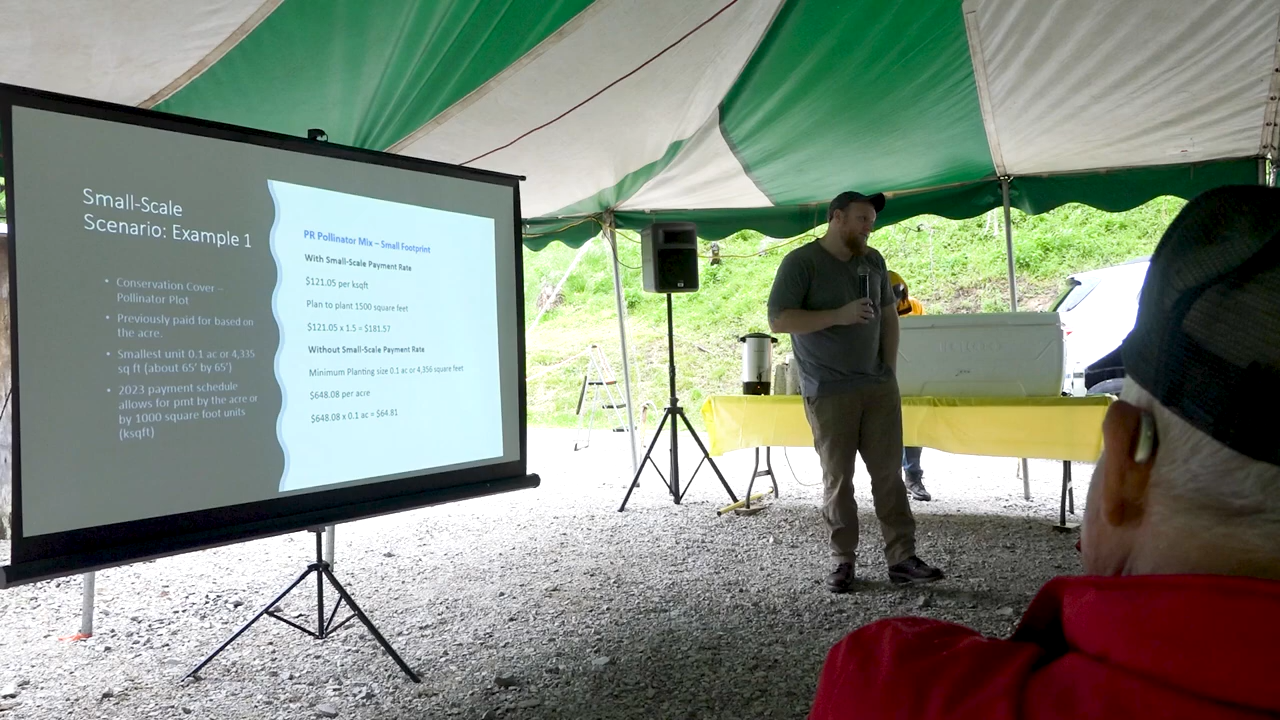 Small-Scale
Scenario: Example 1
• Conservation Cover –
Pollinator Plot
• Previously paid for based on
the acre.
• Smallest unit 0.1 ac or 4,335
sq ft (about 65' by 65')
• 2023 payment schedule
allows for pmt by the acre or
by 1000 square foot units
(ksqft)
PR Pollinator Mix – Small Footprint
With Small-Scale Payment Rate
$121.05 per ksqft
Plan to plant 1500 square feet
$121.05 x 1.5 = $181.57
Without Small-Scale Payment Rate
Minimum Planting size 0.1 ac or 4,356 square feet
$648.08 per acre
$648.08 x 0.1 ac = $64.81
IGLOO